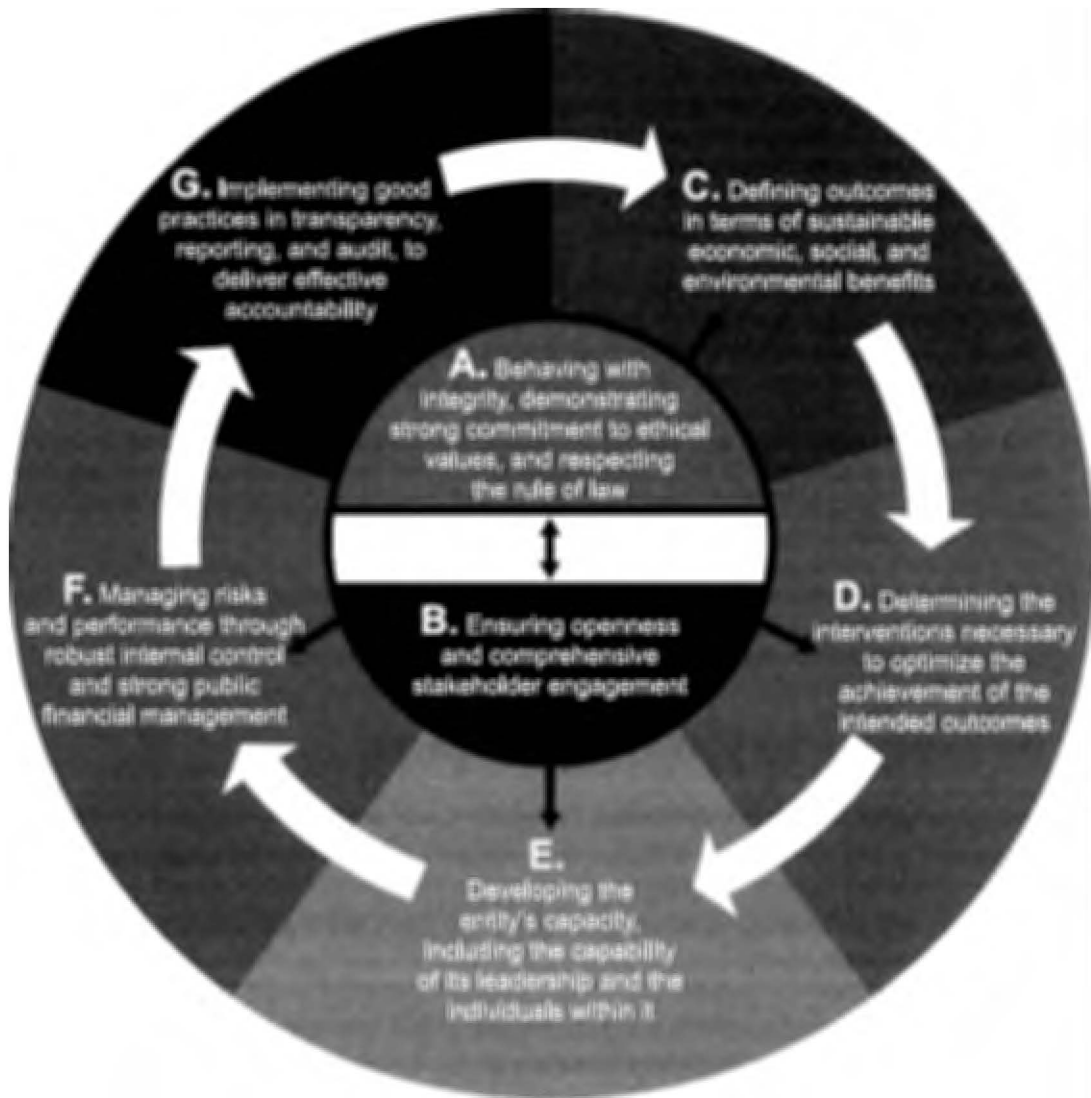 G. Implementing good
practices in transparency,
reporting, and audit, to
deliver effective
accountability
C. Defining outcomes
in terms of sustainable
economic, social, and
environmental benefits
A. Behaving with
integrity, demonstrating
strong commitment to ethical
values, and respecting
the rule of law
B. Ensuring openness
and comprehensive
stakeholder engagement
F. Managing risks
and performance through
robust internal control
and strong public
financial management
D. Determining the
interventions necessary
to optimize the
achievement of the
intended outcomes
E.
Developing the
entity's capacity,
including the capability
of its leadership and the
individuals within it